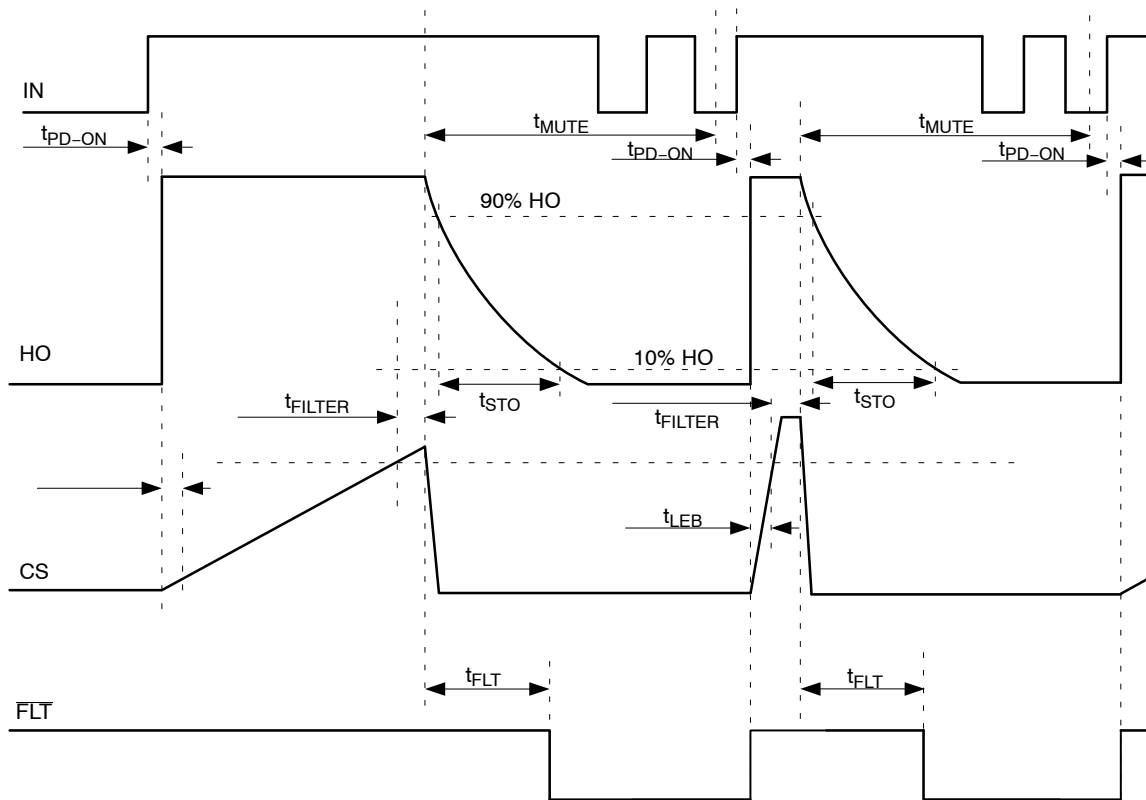 IN
tPD–ON
tMUTE
tPD–ON
tMUTE
tPD–ON
90% HO
HO
10% HO
tFILTER
tSTO
tFILTER
tSTO
tLEB
CS
tFLT
tFLT
FLT